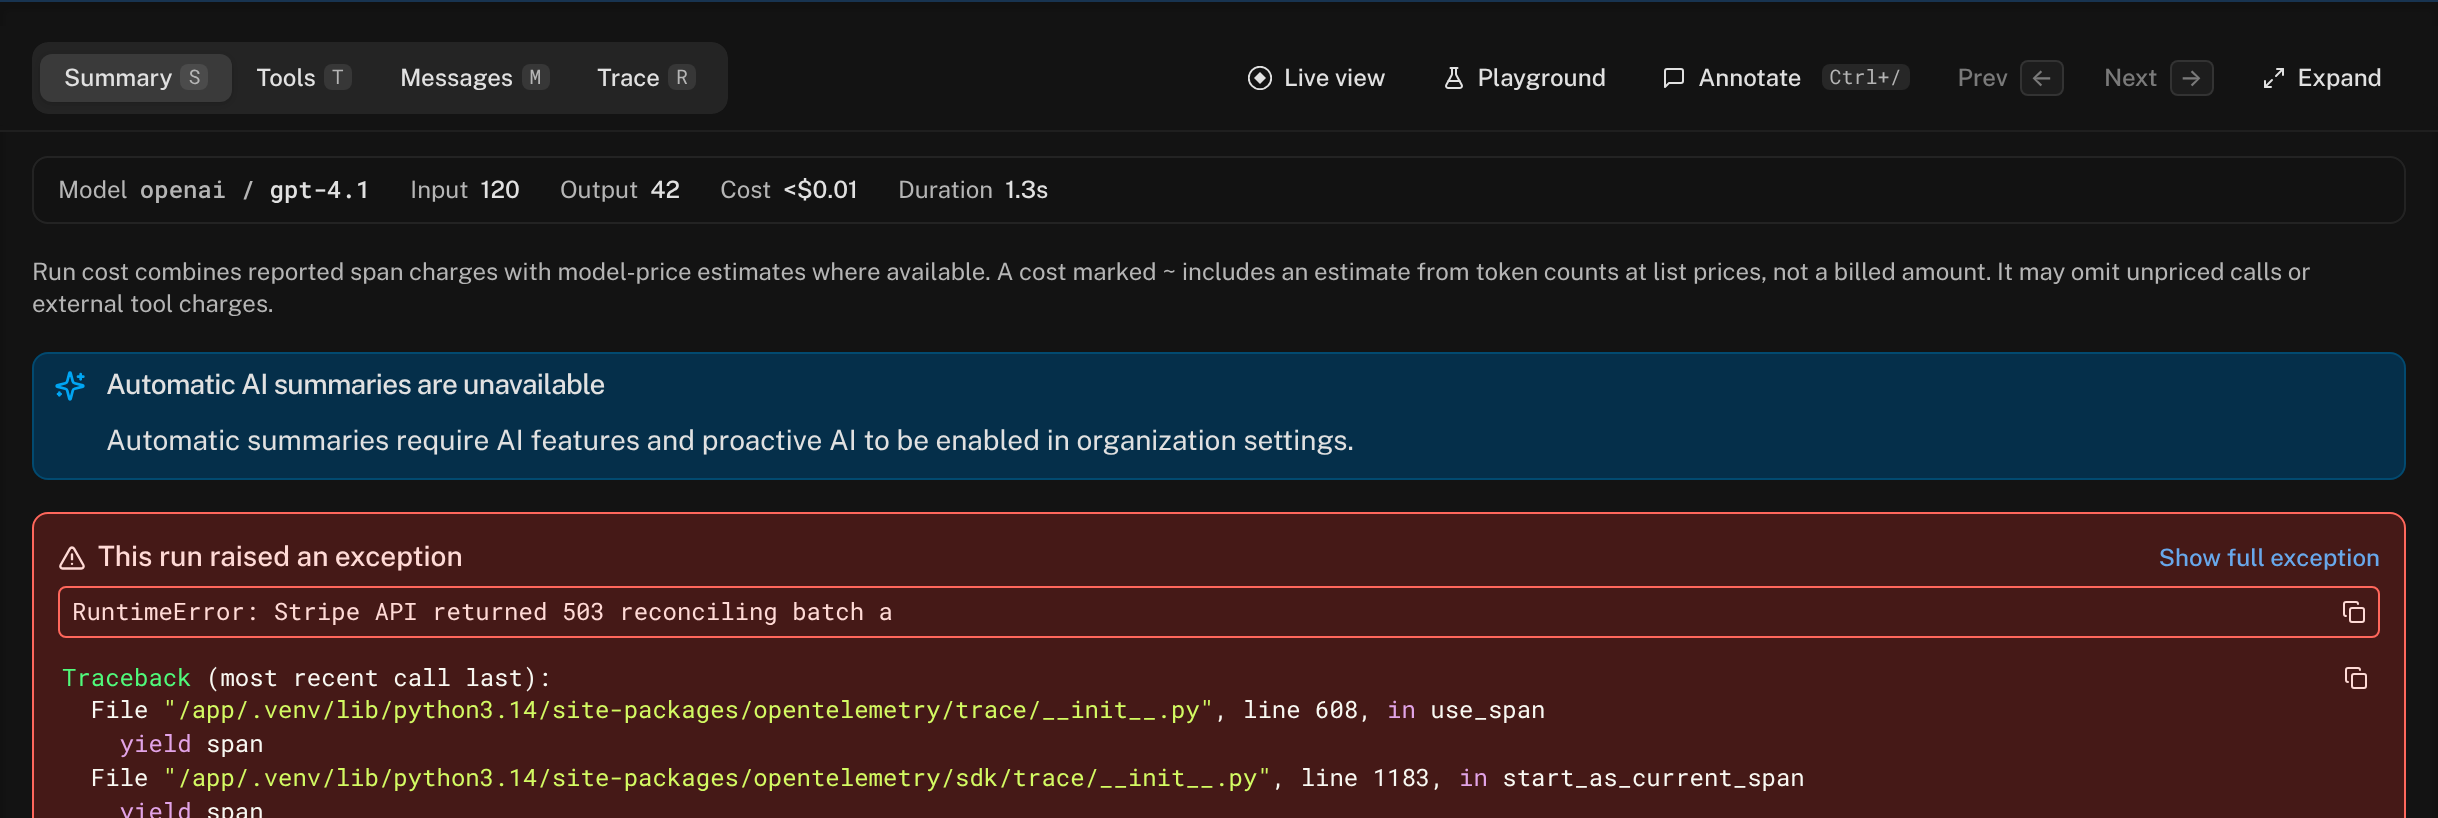 Summary S Tools T Messages M Trace R Live view Playground Annotate Ctrl+/ Prev ← Next → Expand
Model openai / gpt-4.1 Input 120 Output 42 Cost <$0.01 Duration 1.3s
Run cost combines reported span charges with model-price estimates where available. A cost marked ~ includes an estimate from token counts at list prices, not a billed amount. It may omit unpriced calls or
external tool charges.
Automatic AI summaries are unavailable
Automatic summaries require AI features and proactive AI to be enabled in organization settings.
This run raised an exception Show full exception
RuntimeError: Stripe API returned 503 reconciling batch a
Traceback (most recent call last):
  File "/app/.venv/lib/python3.14/site-packages/opentelemetry/trace/__init__.py", line 608, in use_span
    yield span
  File "/app/.venv/lib/python3.14/site-packages/opentelemetry/sdk/trace/__init__.py", line 1183, in start_as_current_span
    yield span